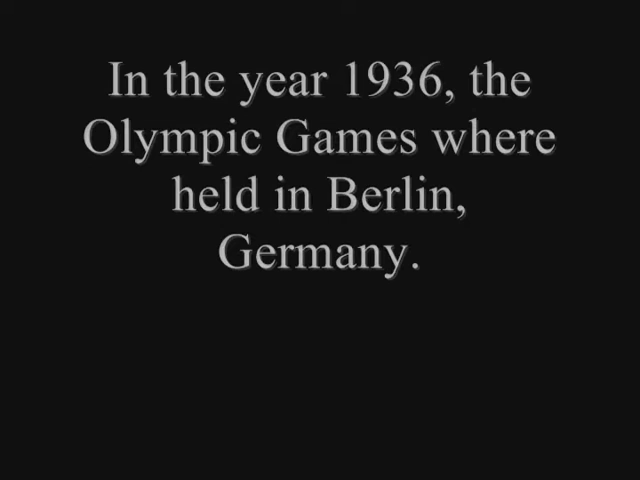 In the year 1936, the
Olympic Games where
held in Berlin,
Germany.